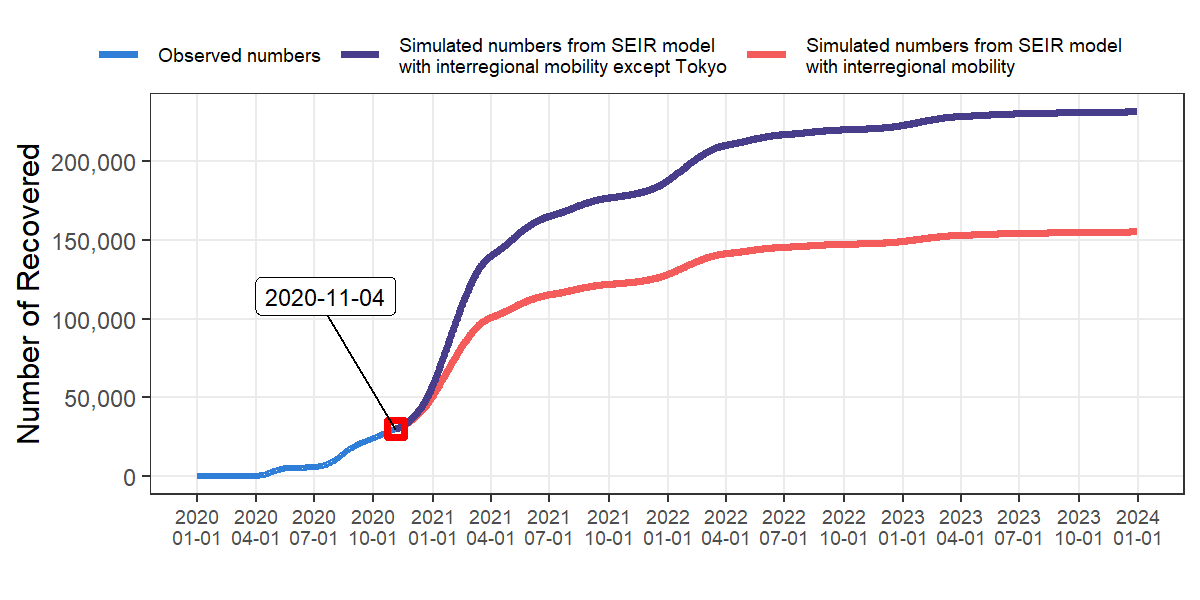 Observed numbers
Simulated numbers from SEIR model
with interregional mobility except Tokyo
Simulated numbers from SEIR model
with interregional mobility
Number of Recovered
200,000
150,000
100,000
50,000
0
2020-11-04
2020 2020 2020 2020 2021 2021 2021 2021 2022 2022 2022 2022 2023 2023 2023 2023 2024
01-01 04-01 07-01 10-01 01-01 04-01 07-01 10-01 01-01 04-01 07-01 10-01 01-01 04-01 07-01 10-01 01-01